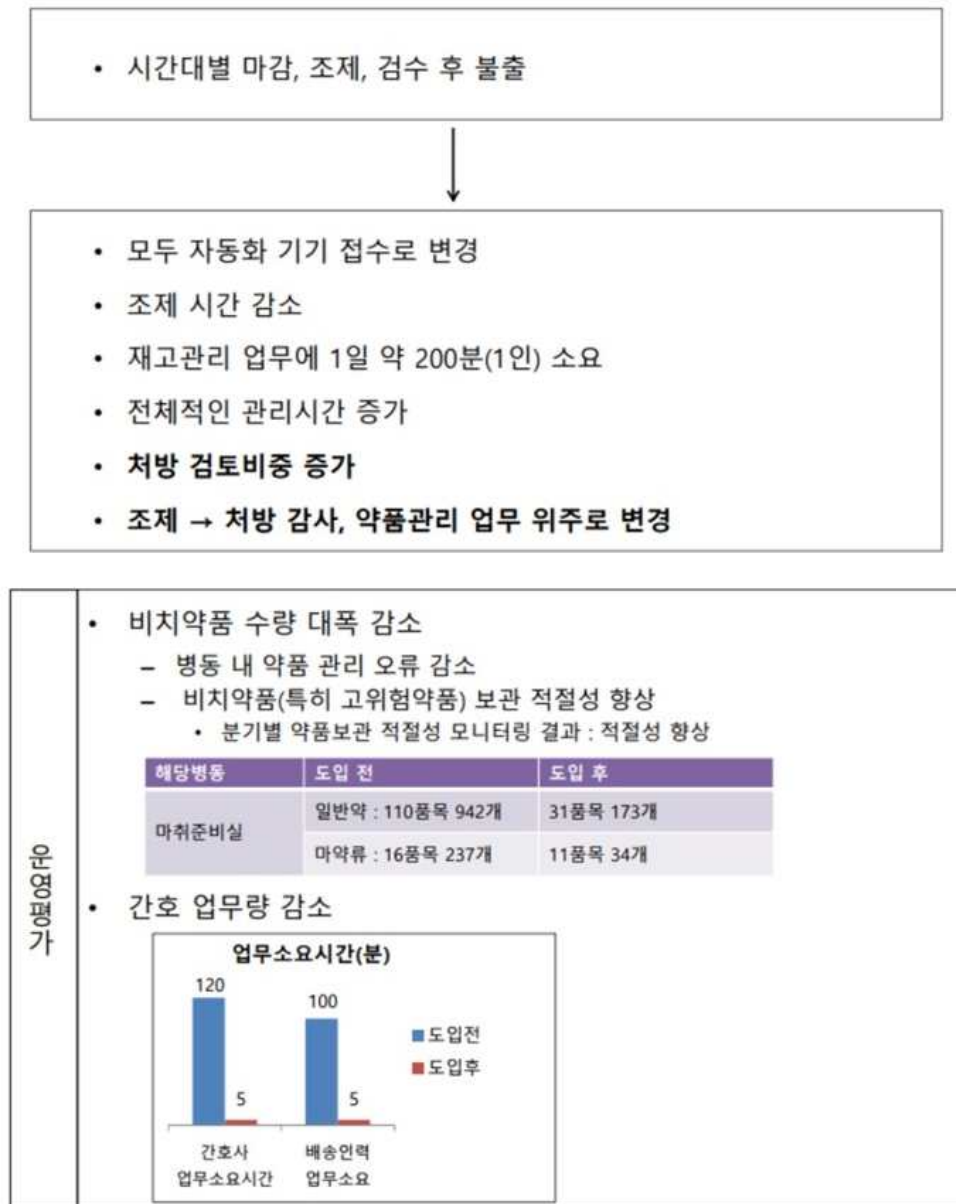 • 시간대별 마감, 조제, 검수 후 불출
• 모두 자동화 기기 접수로 변경
• 조제 시간 감소
• 재고관리 업무에 1일 약 200분(1인) 소요
• 전체적인 관리시간 증가
• 처방 검토비중 증가
• 조제 → 처방 감사, 약품관리 업무 위주로 변경
운영평가
• 비치약품 수량 대폭 감소
– 병동 내 약품 관리 오류 감소
– 비치약품(특히 고위험약품) 보관 적절성 향상
• 분기별 약품보관 적절성 모니터링 결과 : 적절성 향상
해당병동 도입 전 도입 후
마취준비실 일반약 : 110품목 942개 31품목 173개
마약류 : 16품목 237개 11품목 34개
• 간호 업무량 감소
업무소요시간(분)
120
100
도입전
도입후
5 5
간호사 배송인력
업무소요시간 업무소요